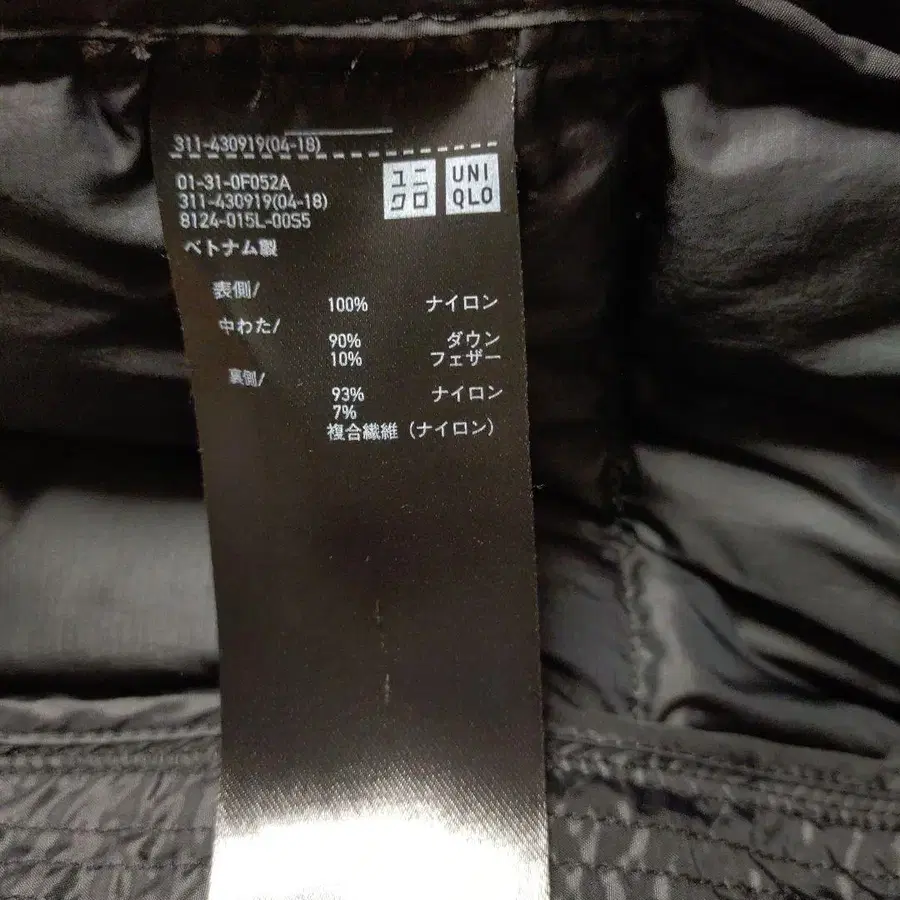 311-430919(04-18)
01-31-0F052A
311-430919(04-18)
8124-015L-00S5
ユニクロ
UNIQLO
ベトナム製
表側/
100% ナイロン
中わた/
90% ダウン
10% フェザー
裏側/
93% ナイロン
7%
複合繊維（ナイロン）